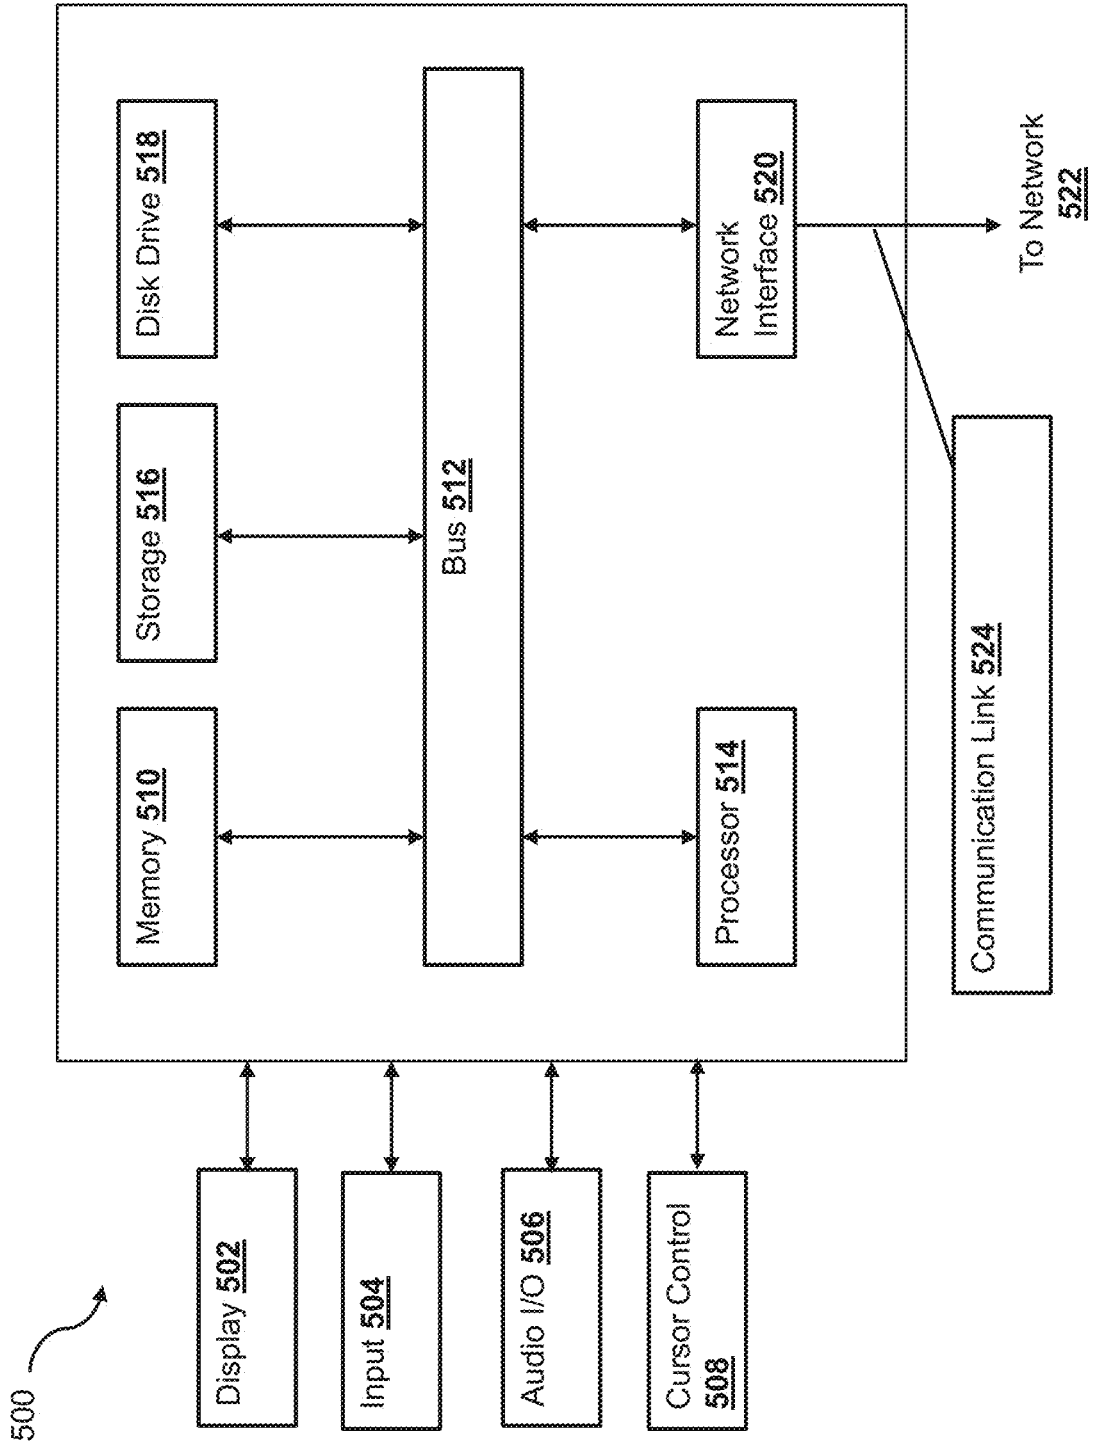 500
Display 502
Input 504
Audio I/O 506
Cursor Control
508
Memory 510
Storage 516
Disk Drive 518
Bus 512
Processor 514
Network
Interface 520
Communication Link 524
To Network
522